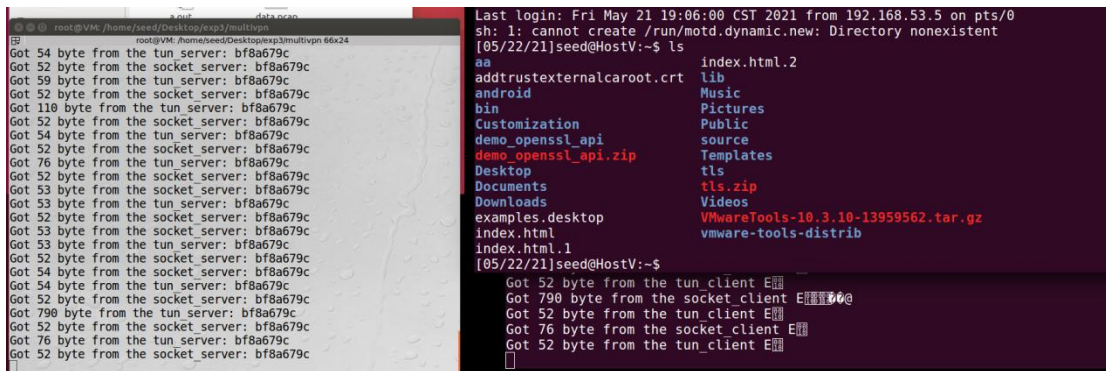 a.out data.pcap
root@VM: /home/seed/Desktop/exp3/multivpn
root@VM: /home/seed/Desktop/exp3/multivpn 66x24
Got 54 byte from the tun_server: bf8a679c
Got 52 byte from the socket_server: bf8a679c
Got 59 byte from the tun_server: bf8a679c
Got 52 byte from the socket_server: bf8a679c
Got 110 byte from the tun_server: bf8a679c
Got 52 byte from the socket_server: bf8a679c
Got 54 byte from the tun_server: bf8a679c
Got 52 byte from the socket_server: bf8a679c
Got 76 byte from the tun_server: bf8a679c
Got 52 byte from the socket_server: bf8a679c
Got 53 byte from the socket_server: bf8a679c
Got 53 byte from the tun_server: bf8a679c
Got 52 byte from the socket_server: bf8a679c
Got 53 byte from the socket_server: bf8a679c
Got 53 byte from the tun_server: bf8a679c
Got 52 byte from the socket_server: bf8a679c
Got 54 byte from the socket_server: bf8a679c
Got 54 byte from the tun_server: bf8a679c
Got 52 byte from the socket_server: bf8a679c
Got 790 byte from the tun_server: bf8a679c
Got 52 byte from the socket_server: bf8a679c
Got 76 byte from the tun_server: bf8a679c
Got 52 byte from the socket_server: bf8a679c
Last login: Fri May 21 19:06:00 CST 2021 from 192.168.53.5 on pts/0
sh: 1: cannot create /run/motd.dynamic.new: Directory nonexistent
[05/22/21]seed@HostV:~$ ls
aa index.html.2
addtrustexternalcaroot.crt lib
android Music
bin Pictures
Customization Public
demo_openssl_api source
demo_openssl_api.zip Templates
Desktop tls
Documents tls.zip
Downloads Videos
examples.desktop VMwareTools-10.3.10-13959562.tar.gz
index.html vmware-tools-distrib
index.html.1
[05/22/21]seed@HostV:~$
Got 52 byte from the tun_client E
Got 790 byte from the socket_client E��@
Got 52 byte from the tun_client E
Got 76 byte from the socket_client E
Got 52 byte from the tun_client E